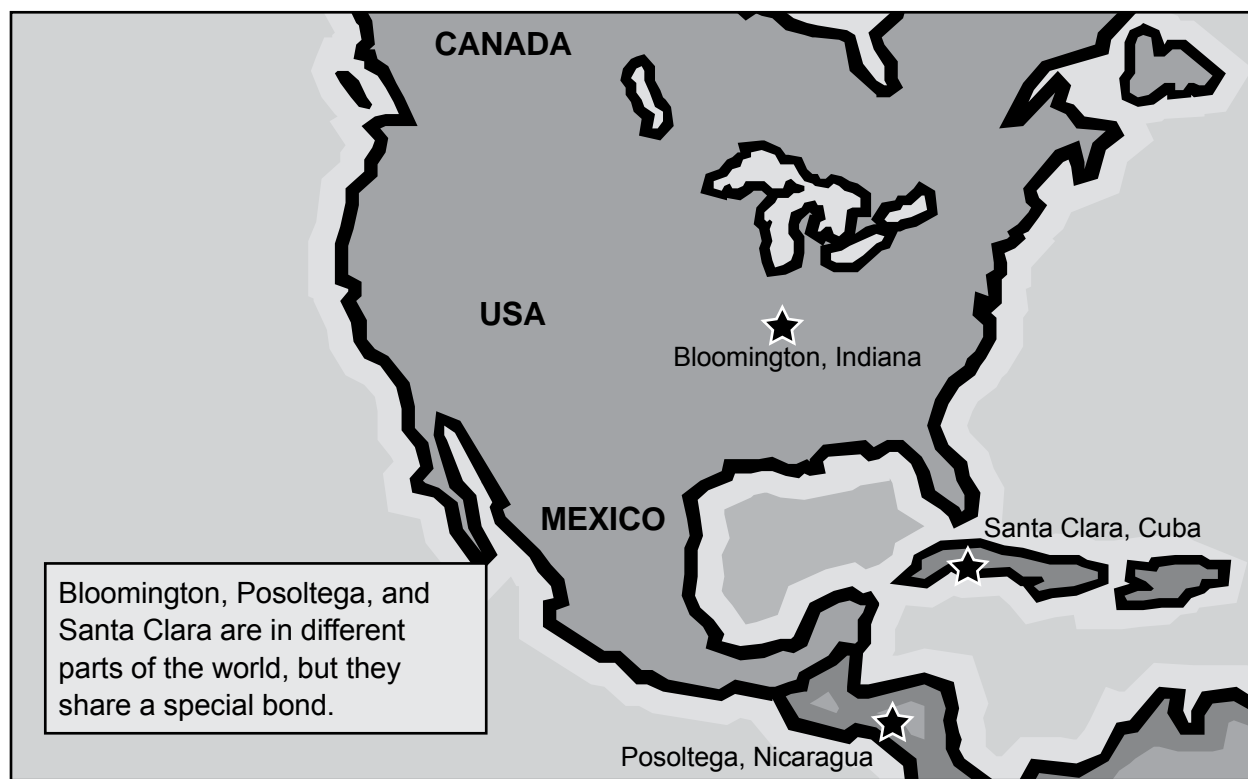 CANADA
USA
Bloomington, Indiana
MEXICO
Santa Clara, Cuba
Bloomington, Posoltega, and
Santa Clara are in different
parts of the world, but they
share a special bond.
Posoltega, Nicaragua